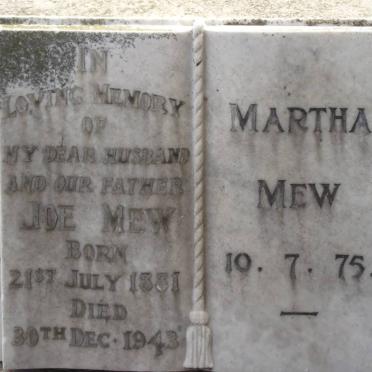 IN
LOVING MEMORY
OF
MY DEAR HUSBAND
AND OUR FATHER
JOE MEW
BORN
21ST JULY 1881
DIED
30TH DEC. 1943
MARTHA
MEW
10. 7. 75.